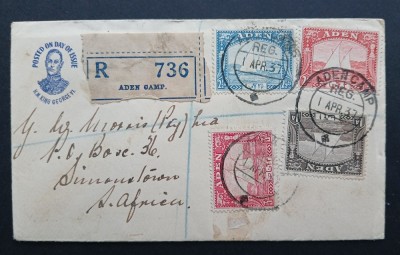 POSTED ON DAY OF ISSUE
H.M. KING GEORGE VI.
R 736
ADEN CAMP.
ADEN
REG.
1 APR.37
ADEN
ADEN CAMP
REG.
1 APR.37
ADEN
ADEN
P.O. Box. 36,
Simonstown
S. Africa.